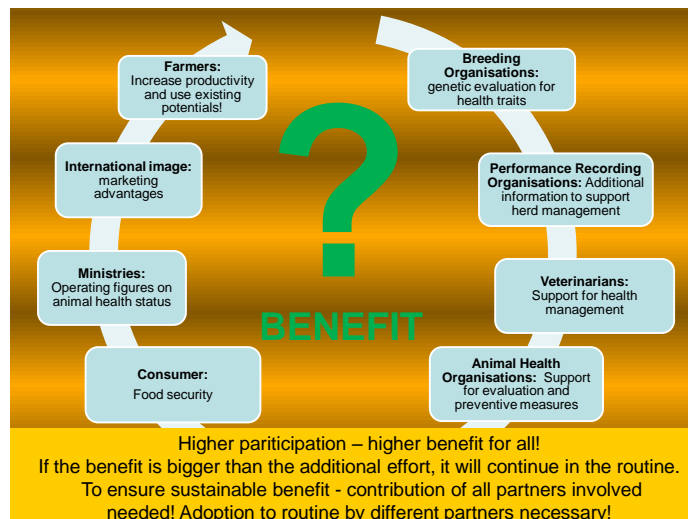 Farmers:
Increase productivity
and use existing
potentials!
International image:
marketing
advantages
Ministries:
Operating figures on
animal health status
Consumer:
Food security
?
BENEFIT
Breeding
Organisations:
genetic evaluation for
health traits
Performance Recording
Organisations: Additional
information to support
herd management
Veterinarians:
Support for health
management
Animal Health
Organisations: Support
for evaluation and
preventive measures
Higher pariticipation – higher benefit for all!
If the benefit is bigger than the additional effort, it will continue in the routine.
To ensure sustainable benefit - contribution of all partners involved
needed! Adoption to routine by different partners necessary!